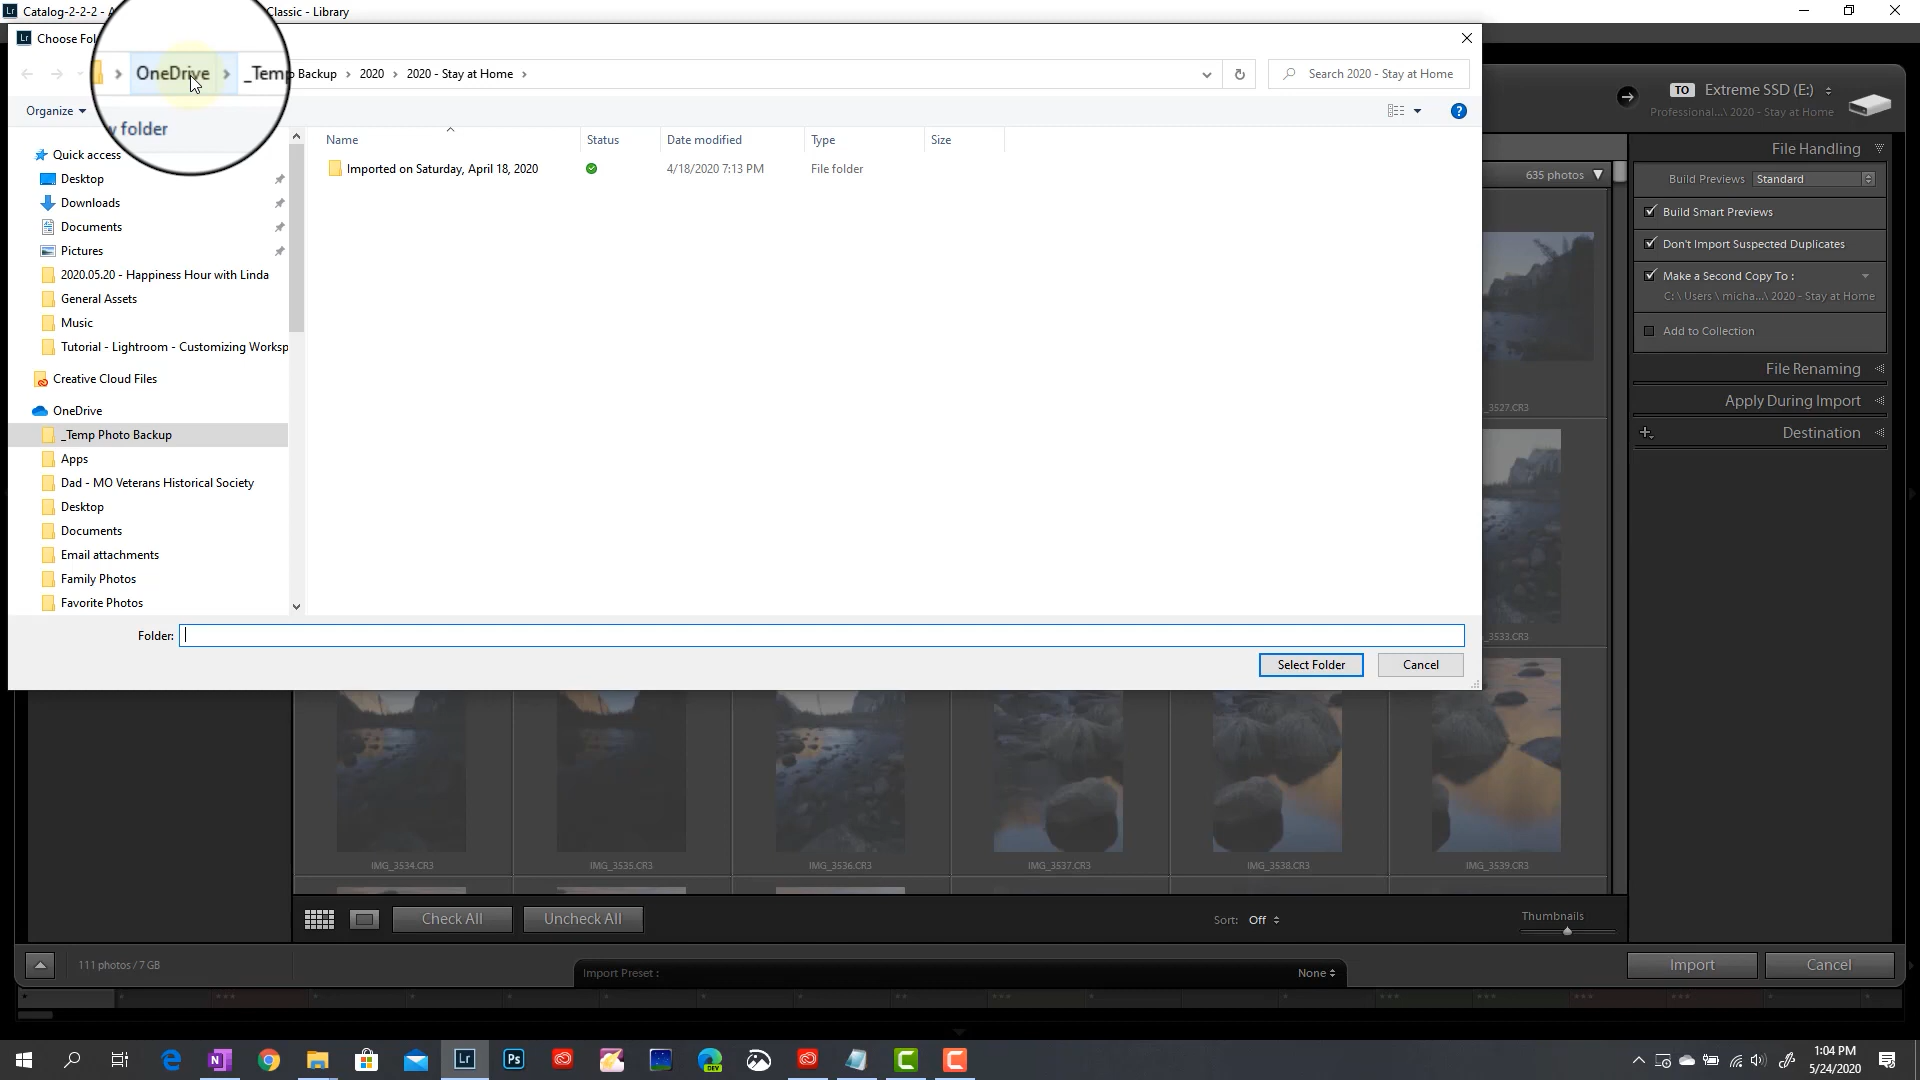 Catalog-2-2-2 - A
Classic - Library
Choose Fol
OneDrive
_Temp
Backup
2020
2020 - Stay at Home
Search 2020 - Stay at Home
Organize
folder
Name
Status
Date modified
Type
Size
Quick access
Desktop
Downloads
Documents
Pictures
2020.05.20 - Happiness Hour with Linda
General Assets
Music
Tutorial - Lightroom - Customizing Worksp
Creative Cloud Files
OneDrive
_Temp Photo Backup
Apps
Dad - MO Veterans Historical Society
Desktop
Documents
Email attachments
Family Photos
Favorite Photos
Imported on Saturday, April 18, 2020
4/18/2020 7:13 PM
File folder
Folder:
Select Folder
Cancel
TO
Extreme SSD (E:)
Professional...\ 2020 - Stay at Home
635 photos
File Handling
Build Previews
Standard
Build Smart Previews
Don't Import Suspected Duplicates
Make a Second Copy To :
C: \ Users \ micha...\ 2020 - Stay at Home
Add to Collection
File Renaming
Apply During Import
Destination
_3527.CR3
_3533.CR3
IMG_3534.CR3
IMG_3535.CR3
IMG_3536.CR3
IMG_3537.CR3
IMG_3538.CR3
IMG_3539.CR3
Check All
Uncheck All
Sort:
Off
Thumbnails
111 photos / 7 GB
Import Preset :
None
Import
Cancel
Lr
Ps
DEV
1:04 PM
5/24/2020